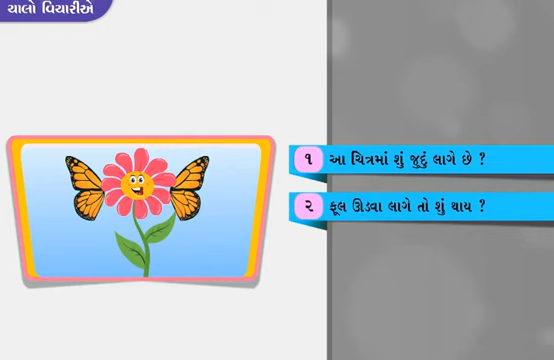 ચાલો વિચારીએ
૧ આ ચિત્રમાં શું જુદું લાગે છે ?
૨ ફૂલ ઊડવા લાગે તો શું થાય ?